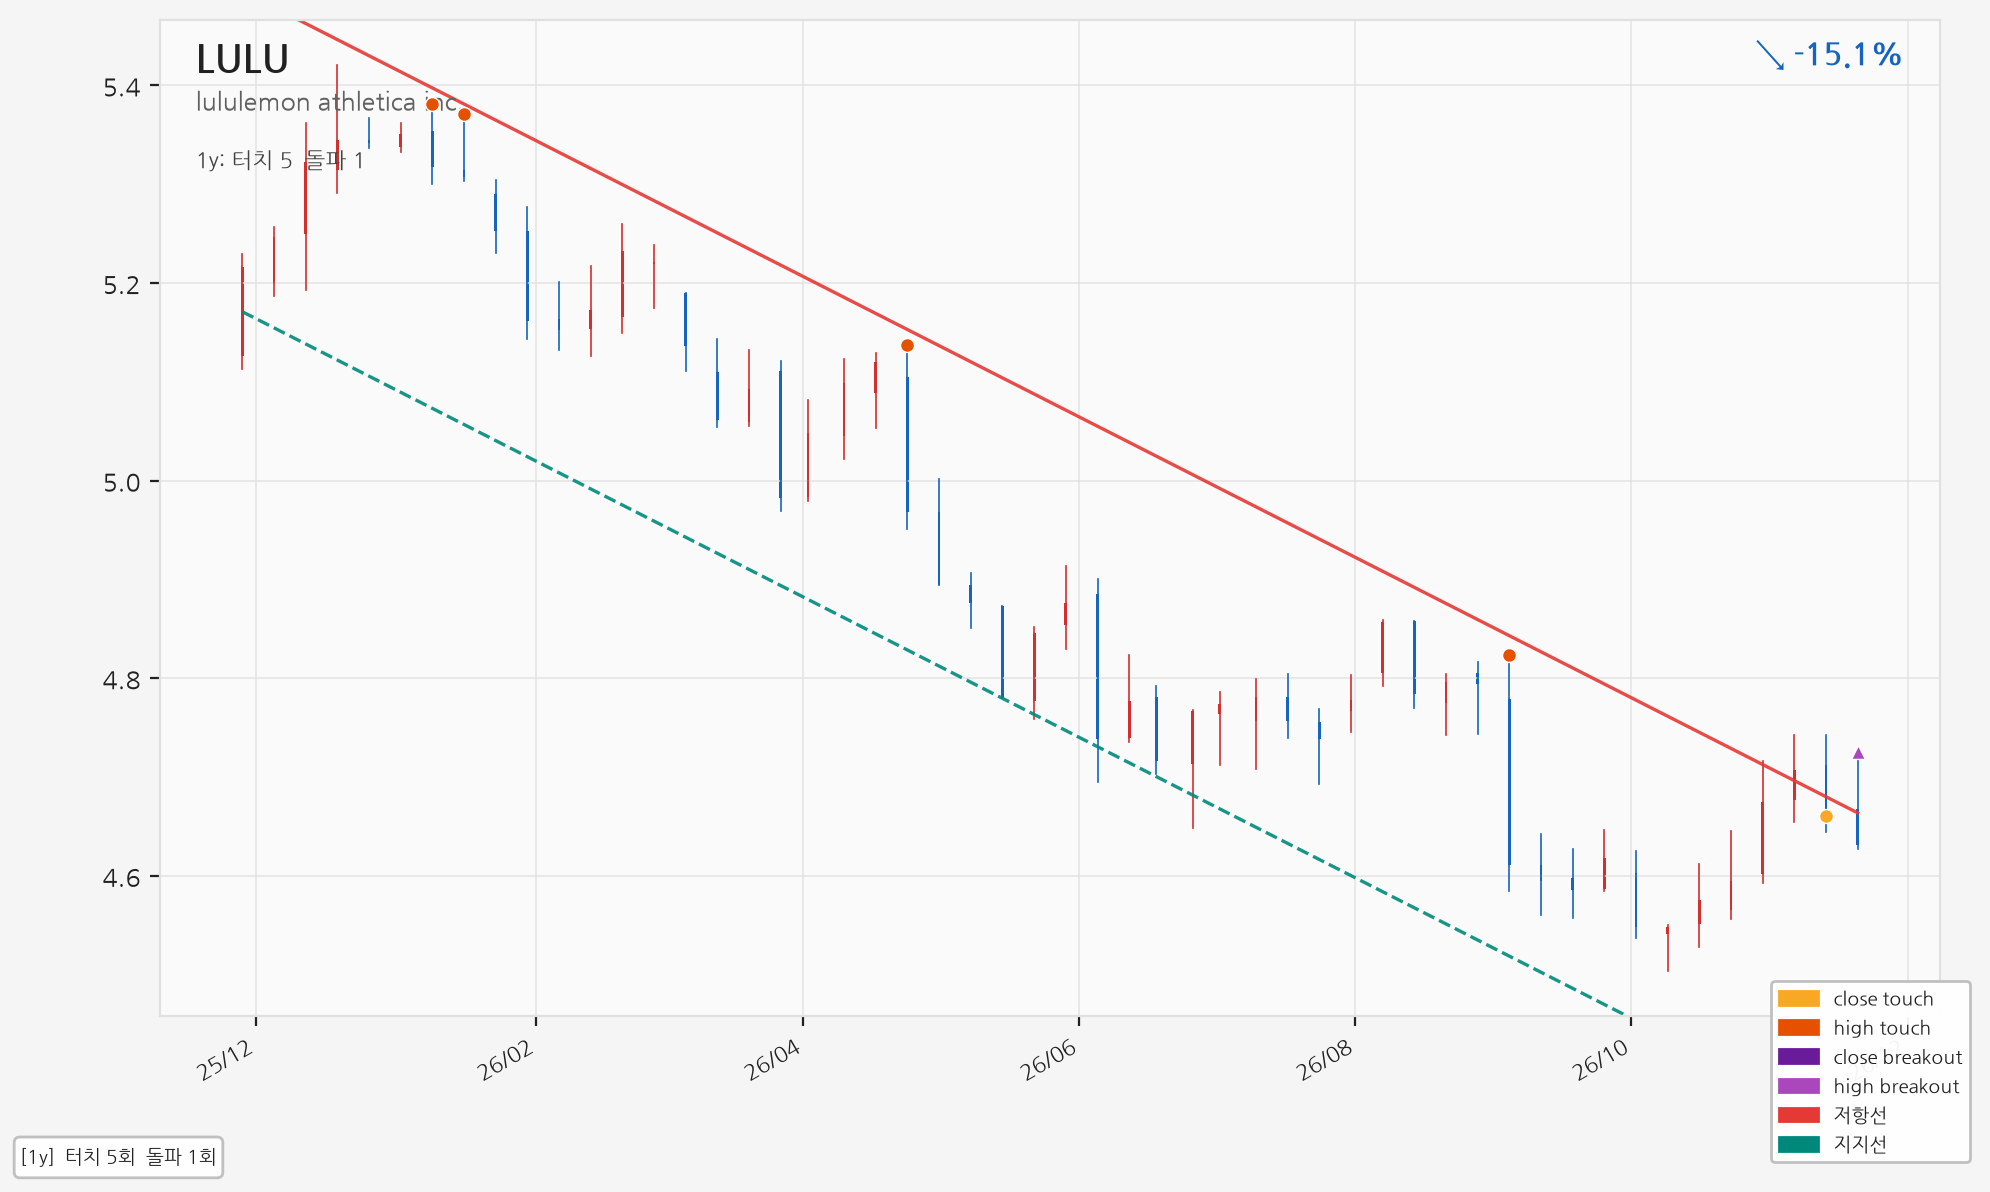 LULU
lululemon athletica inc.
1y: 터치 5  돌파 1
-15.1%
5.4
5.2
5.0
4.8
4.6
25/12
26/02
26/04
26/06
26/08
26/10
close touch
high touch
close breakout
high breakout
저항선
지지선
[1y]  터치 5회  돌파 1회